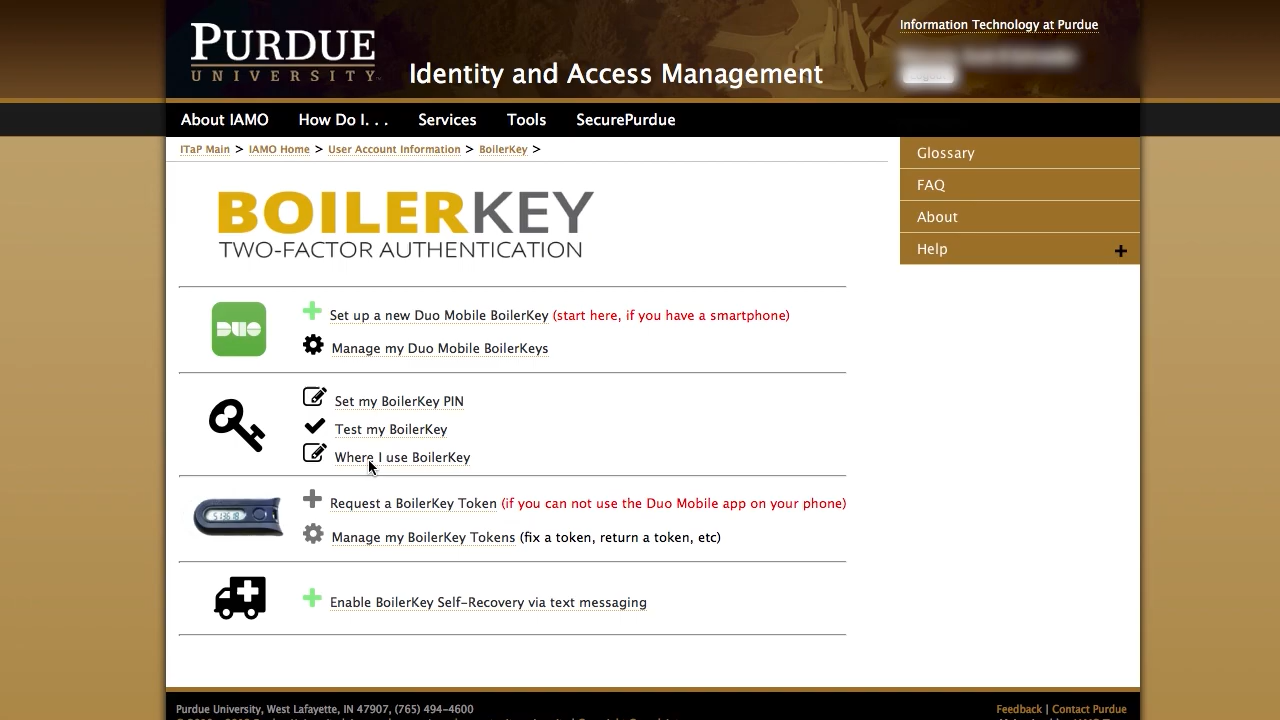 PURDUE
UNIVERSITY
Identity and Access Management
Information Technology at Purdue
About IAMO How Do I. . . Services Tools SecurePurdue
ITaP Main > IAMO Home > User Account Information > BoilerKey >
Glossary
FAQ
About
Help
BOILERKEY
TWO-FACTOR AUTHENTICATION
DUO
Set up a new Duo Mobile BoilerKey (start here, if you have a smartphone)
Manage my Duo Mobile BoilerKeys
Set my BoilerKey PIN
Test my BoilerKey
Where I use BoilerKey
Request a BoilerKey Token (if you can not use the Duo Mobile app on your phone)
Manage my BoilerKey Tokens (fix a token, return a token, etc)
Enable BoilerKey Self-Recovery via text messaging
Purdue University, West Lafayette, IN 47907, (765) 494-4600
Feedback | Contact Purdue